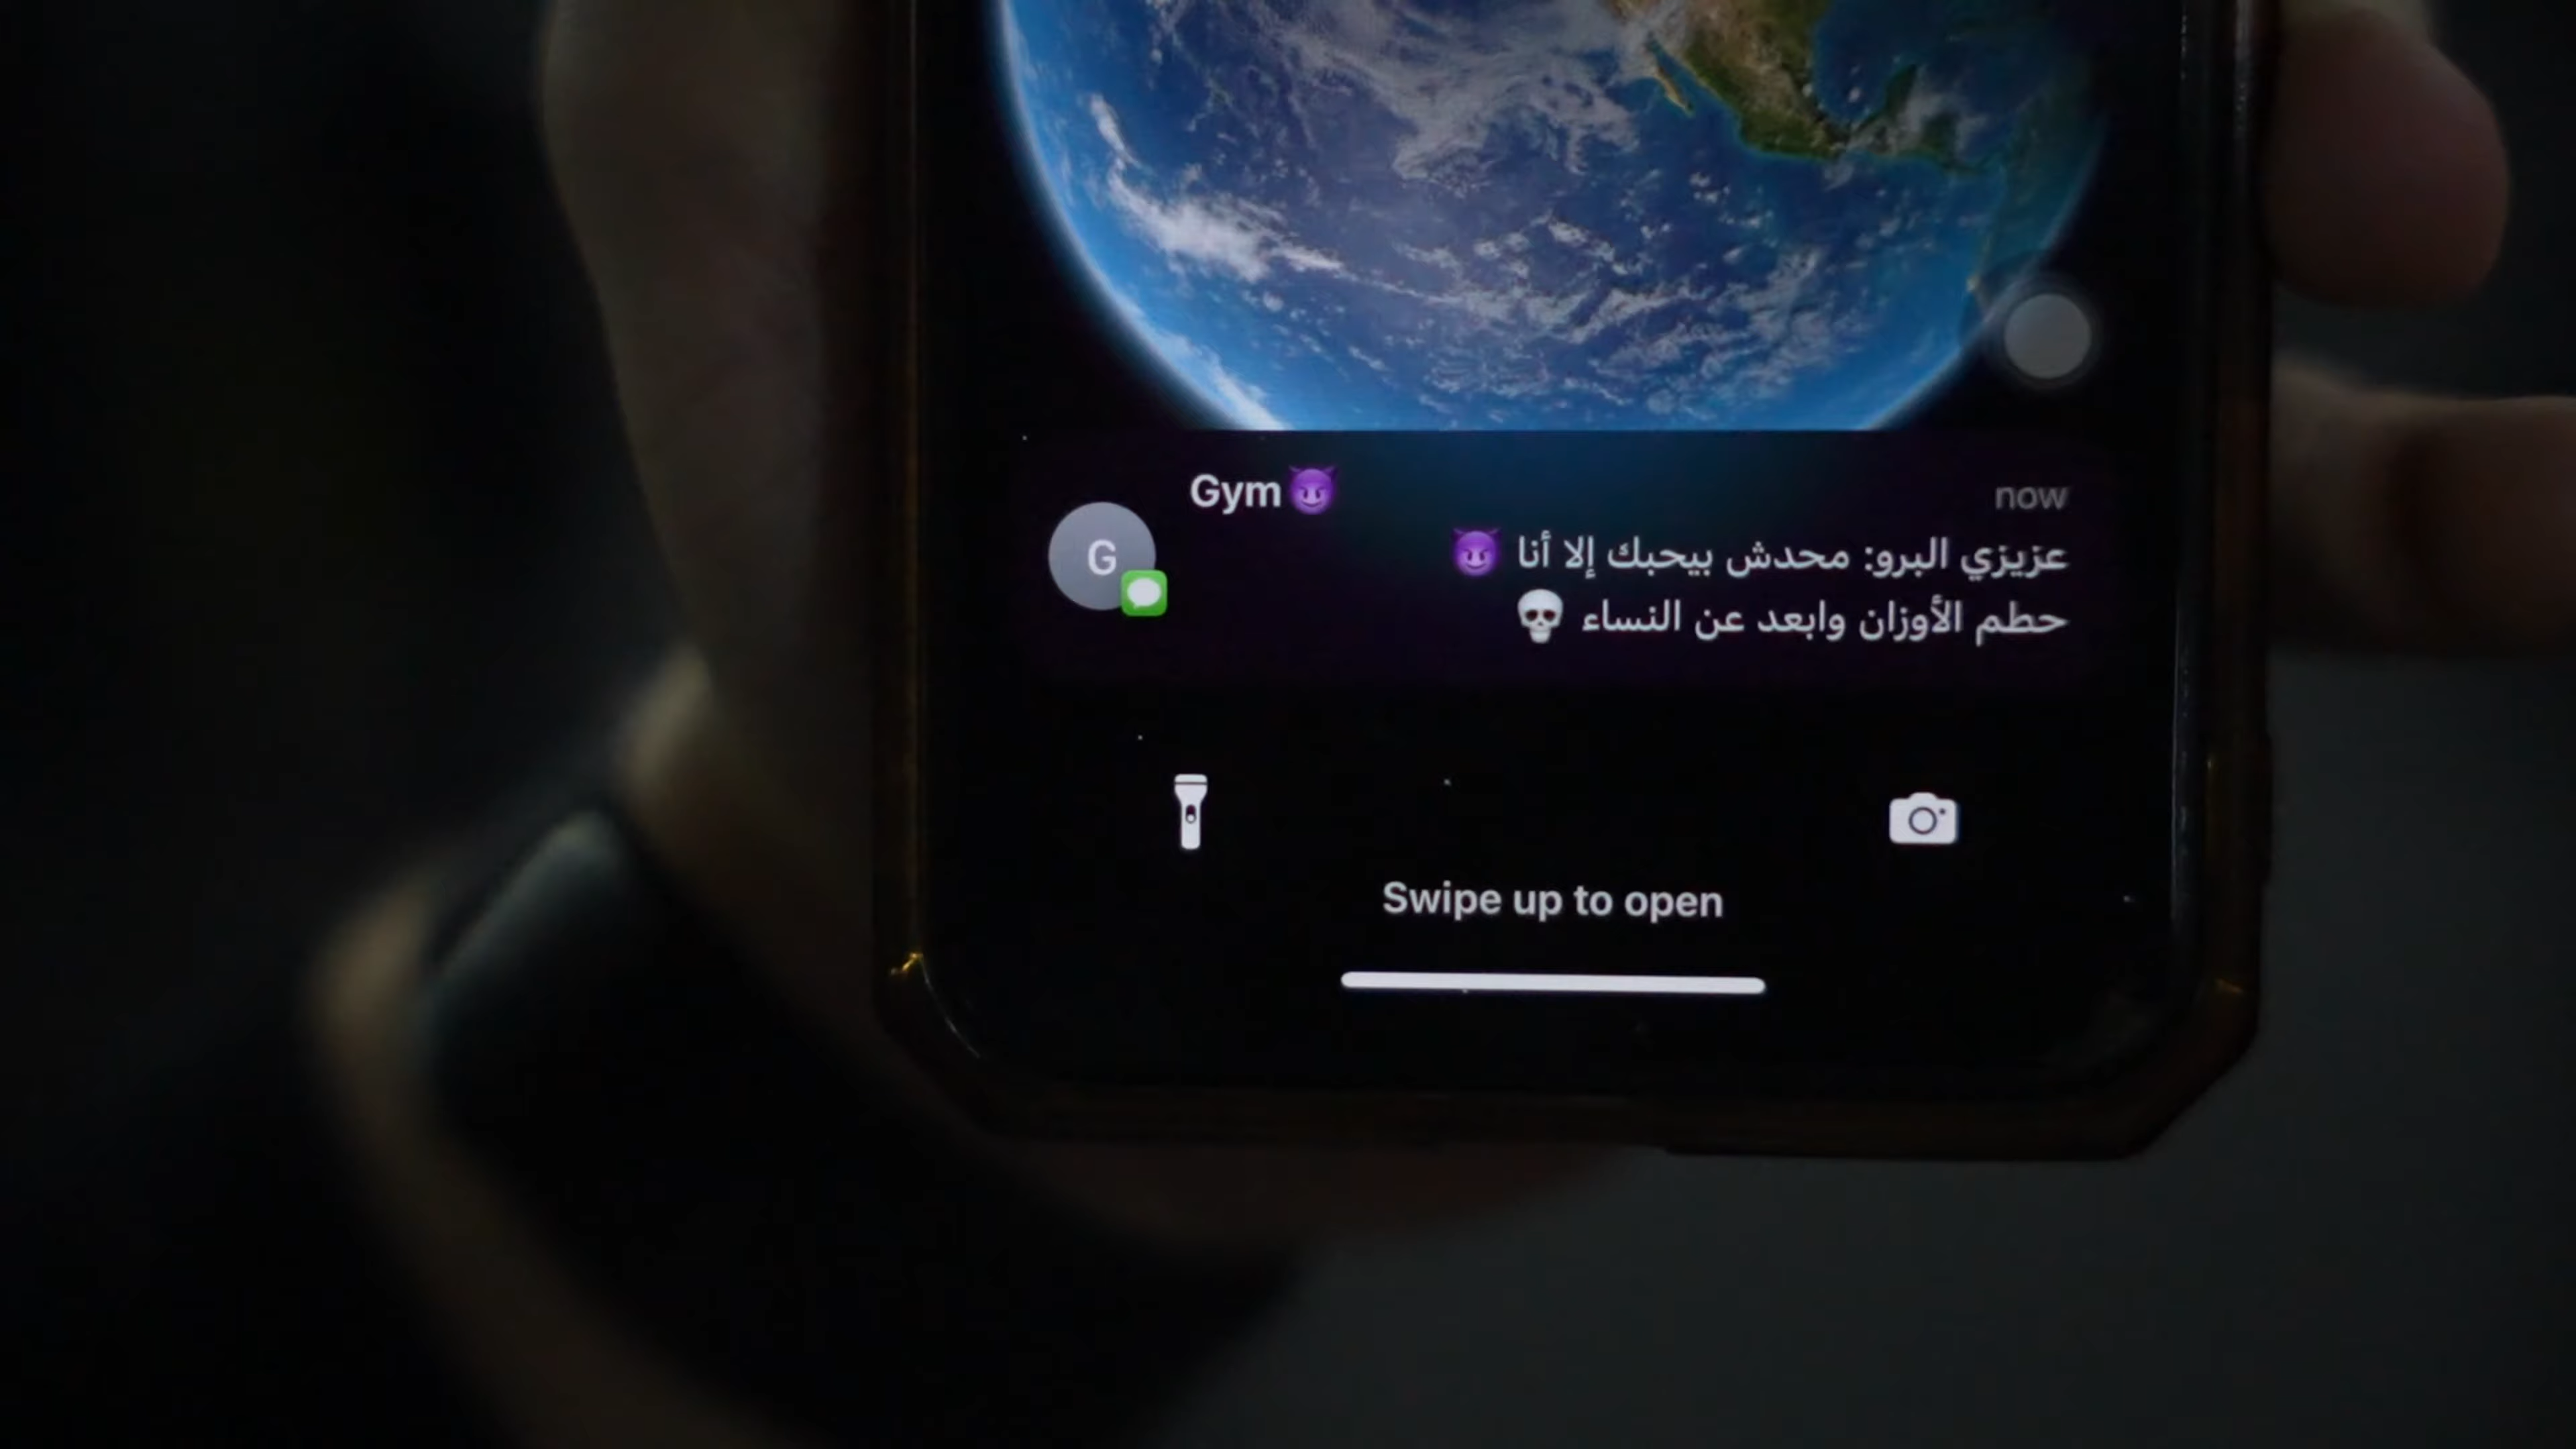 Gym😈
now
عزيزي البرو: محدش بيحبك إلا أنا 😈
حطم الأوزان وابعد عن النساء 💀
G
Swipe up to open